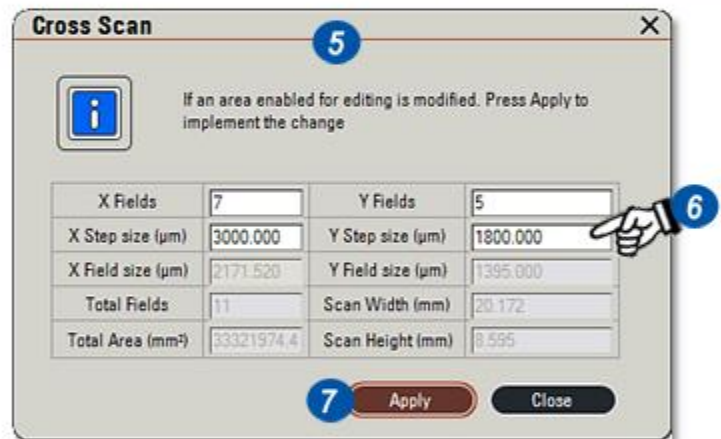 Cross Scan
5
If an area enabled for editing is modified. Press Apply to
implement the change
X Fields 7 Y Fields 5
X Step size (µm) 3000.000 Y Step size (µm) 1800.000
6
X Field size (µm) 2171.520 Y Field size (µm) 1395.000
Total Fields 11 Scan Width (mm) 20.172
Total Area (mm²) 33321974.4 Scan Height (mm) 8.595
7 Apply Close